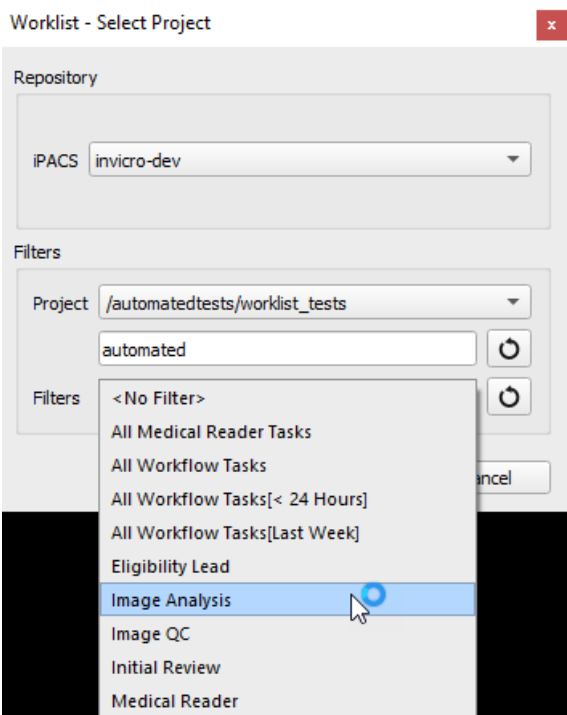 Worklist - Select Project
x
Repository
iPACS invicro-dev
Filters
Project /automatedtests/worklist_tests
automated
Filters
<No Filter>
All Medical Reader Tasks
All Workflow Tasks
ancel
All Workflow Tasks[< 24 Hours]
All Workflow Tasks[Last Week]
Eligibility Lead
Image Analysis
Image QC
Initial Review
Medical Reader